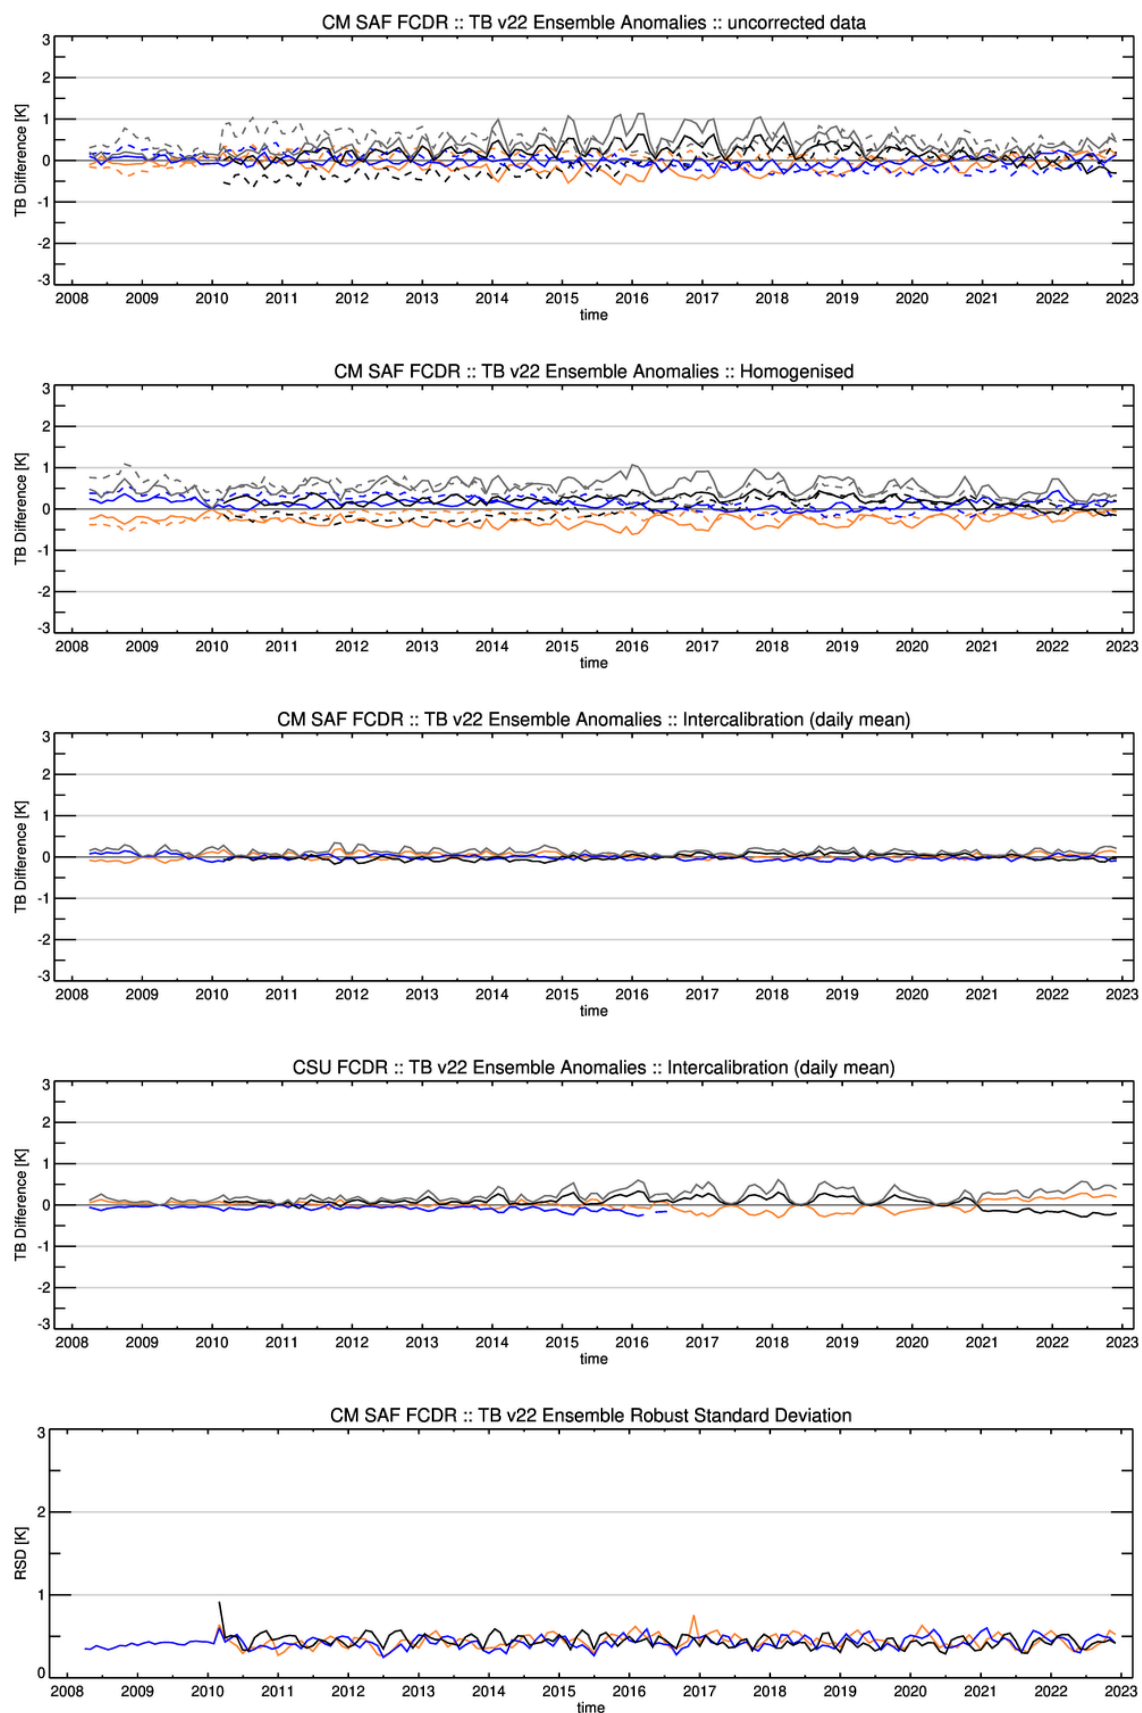 CM SAF FCDR :: TB v22 Ensemble Anomalies :: uncorrected data
3
2
1
0
-1
-2
-3
TB Difference [K]
2008 2009 2010 2011 2012 2013 2014 2015 2016 2017 2018 2019 2020 2021 2022 2023
time
CM SAF FCDR :: TB v22 Ensemble Anomalies :: Homogenised
3
2
1
0
-1
-2
-3
TB Difference [K]
2008 2009 2010 2011 2012 2013 2014 2015 2016 2017 2018 2019 2020 2021 2022 2023
time
CM SAF FCDR :: TB v22 Ensemble Anomalies :: Intercalibration (daily mean)
3
2
1
0
-1
-2
-3
TB Difference [K]
2008 2009 2010 2011 2012 2013 2014 2015 2016 2017 2018 2019 2020 2021 2022 2023
time
CSU FCDR :: TB v22 Ensemble Anomalies :: Intercalibration (daily mean)
3
2
1
0
-1
-2
-3
TB Difference [K]
2008 2009 2010 2011 2012 2013 2014 2015 2016 2017 2018 2019 2020 2021 2022 2023
time
CM SAF FCDR :: TB v22 Ensemble Robust Standard Deviation
3
2
1
0
RSD [K]
2008 2009 2010 2011 2012 2013 2014 2015 2016 2017 2018 2019 2020 2021 2022 2023
time